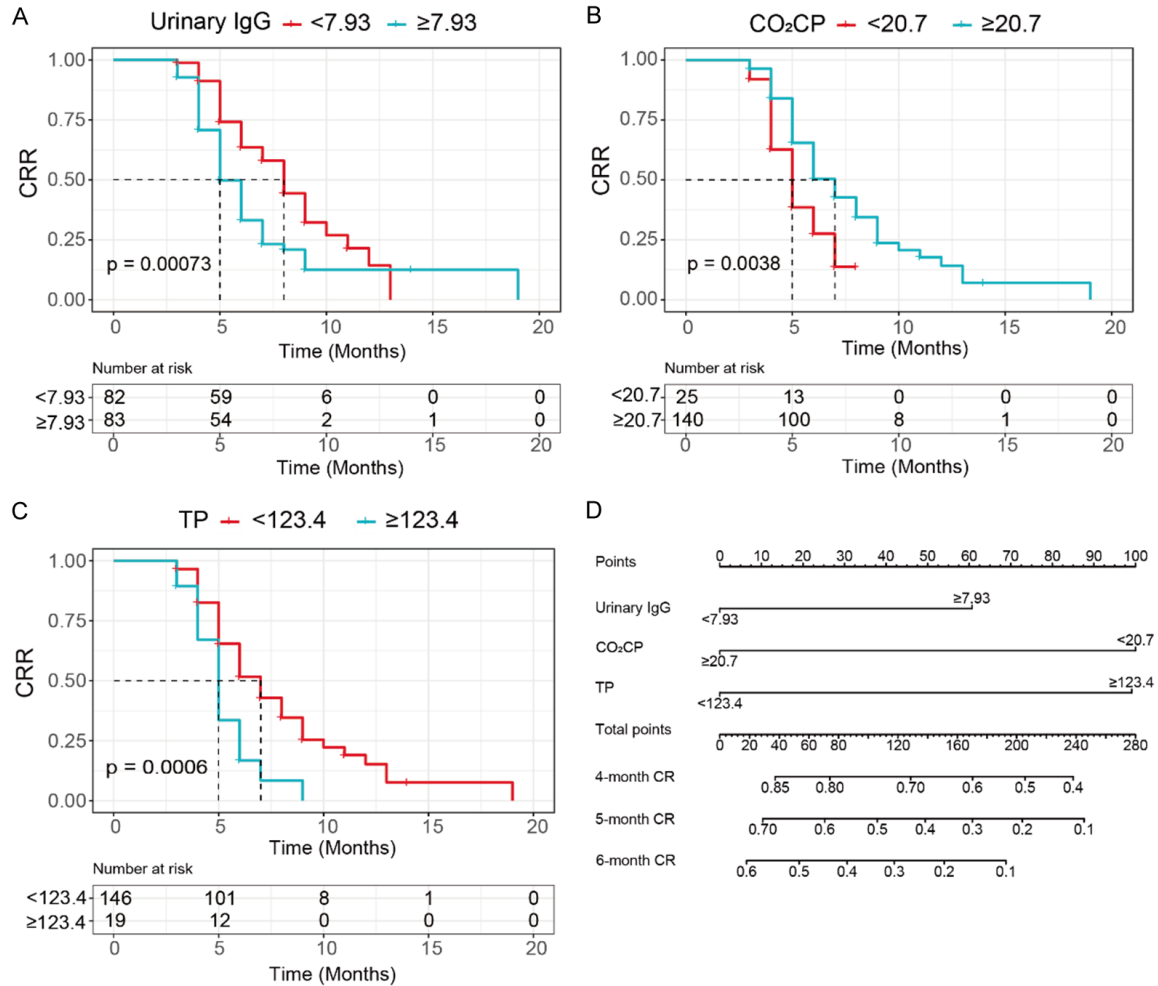 A
Urinary IgG <7.93 ≥7.93
CRR
1.00
0.75
0.50
0.25
0.00
p = 0.00073
0 5 10 15 20
Time (Months)
Number at risk
<7.93 82 59 6 0 0
≥7.93 83 54 2 1 0
0 5 10 15 20
Time (Months)
B
CO₂CP <20.7 ≥20.7
CRR
1.00
0.75
0.50
0.25
0.00
p = 0.0038
0 5 10 15 20
Time (Months)
Number at risk
<20.7 25 13 0 0 0
≥20.7 140 100 8 1 0
0 5 10 15 20
Time (Months)
C
TP <123.4 ≥123.4
CRR
1.00
0.75
0.50
0.25
0.00
p = 0.0006
0 5 10 15 20
Time (Months)
Number at risk
<123.4 146 101 8 1 0
≥123.4 19 12 0 0 0
0 5 10 15 20
Time (Months)
D
Points 0 10 20 30 40 50 60 70 80 90 100
Urinary IgG <7.93 ≥7.93
CO₂CP ≥20.7 <20.7
TP <123.4 ≥123.4
Total points 0 20 40 60 80 100 120 140 160 180 200 220 240 260 280
4-month CR 0.85 0.80 0.70 0.6 0.5 0.4
5-month CR 0.70 0.6 0.5 0.4 0.3 0.2 0.1
6-month CR 0.6 0.5 0.4 0.3 0.2 0.1